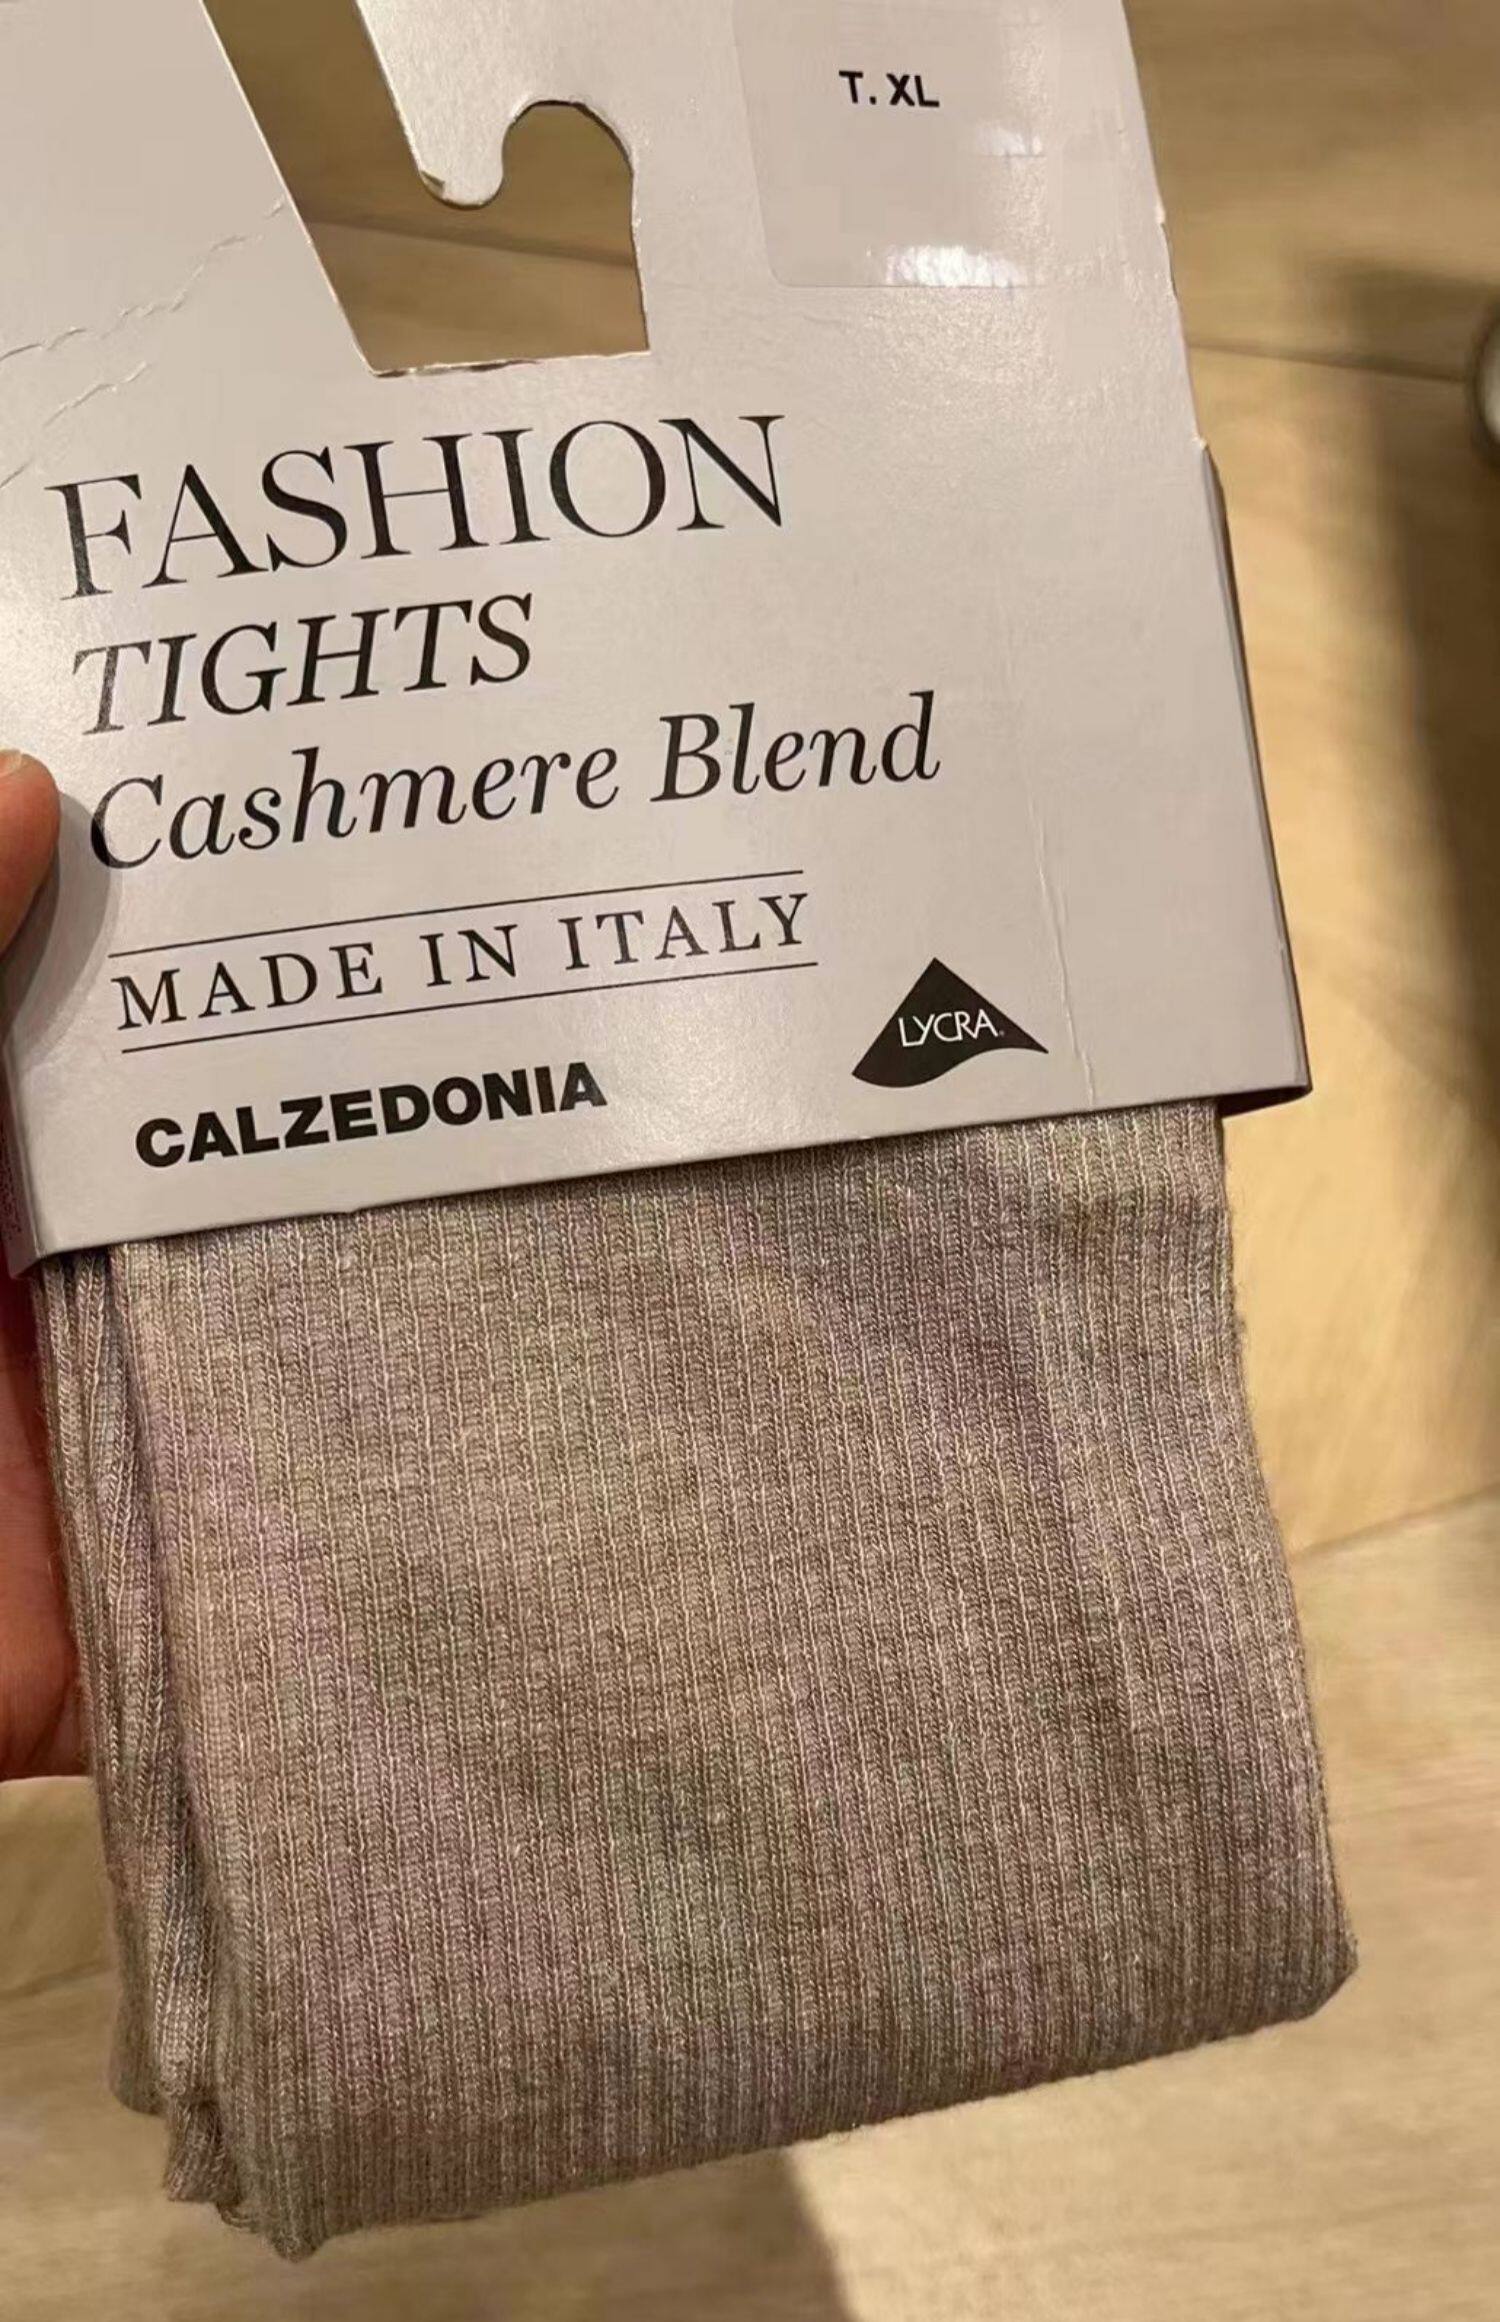 T. XL
FASHION
TIGHTS
Cashmere Blend
MADE IN ITALY
CALZEDONIA
LYCRA